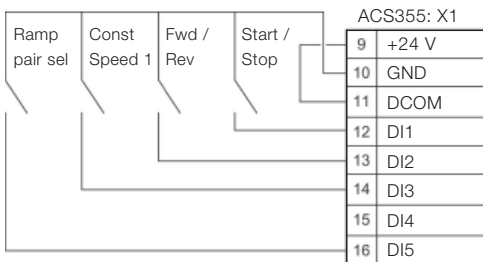 ACS355: X1
Ramp
pair sel
Const
Speed 1
Fwd /
Rev
Start /
Stop
9 +24 V
10 GND
11 DCOM
12 DI1
13 DI2
14 DI3
15 DI4
16 DI5